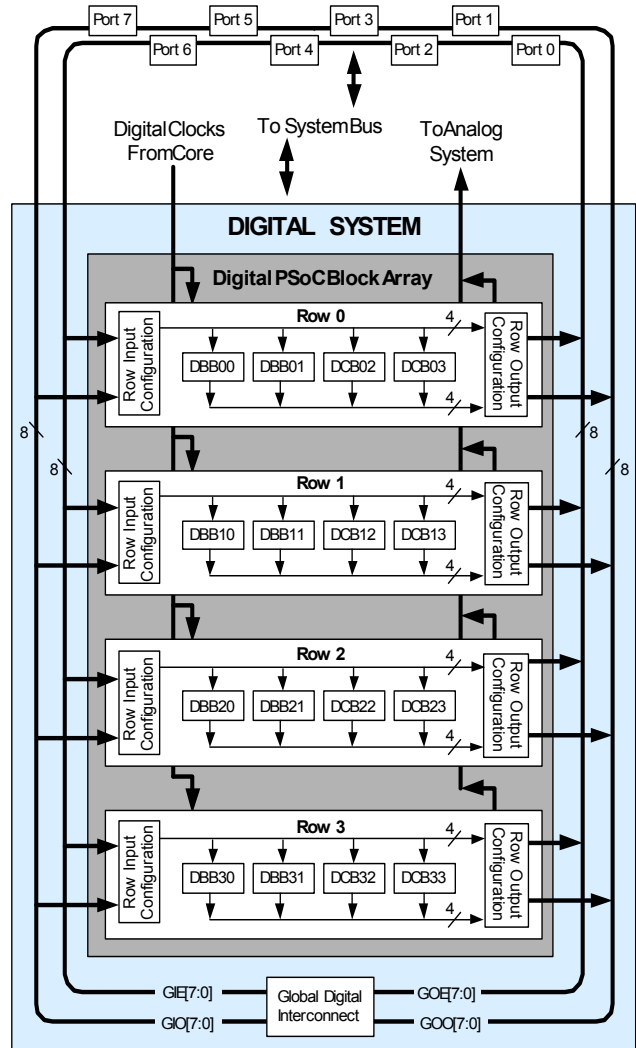 Port 7
Port 5
Port 3
Port 1
Port 6
Port 4
Port 2
Port 0
Digital Clocks
From Core
To System Bus
To Analog
System
DIGITAL SYSTEM
Digital PSoC Block Array
Row 0
4
Row Input
Configuration
DBB00
DBB01
DCB02
DCB03
4
Row Output
Configuration
8
8
8
8
Row 1
4
Row Input
Configuration
DBB10
DBB11
DCB12
DCB13
4
Row Output
Configuration
Row 2
4
Row Input
Configuration
DBB20
DBB21
DCB22
DCB23
4
Row Output
Configuration
Row 3
4
Row Input
Configuration
DBB30
DBB31
DCB32
DCB33
4
Row Output
Configuration
GIE[7:0]
GIO[7:0]
Global Digital
Interconnect
GOE[7:0]
GOO[7:0]